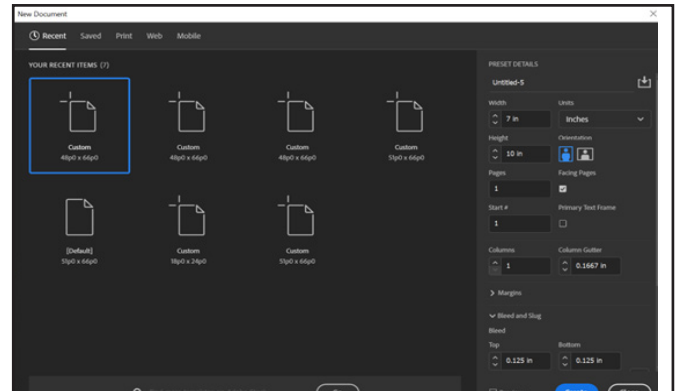 New Document
Recent Saved Print Web Mobile
YOUR RECENT ITEMS (7)
Custom
48p0 x 66p0
Custom
48p0 x 66p0
Custom
48p0 x 66p0
Custom
51p0 x 66p0
[Default]
51p0 x 66p0
Custom
18p0 x 24p0
Custom
51p0 x 66p0
PRESET DETAILS
Untitled-5
Width Units
7 in Inches
Height Orientation
10 in
Pages Facing Pages
1
Start # Primary Text Frame
1
Columns Column Gutter
1 0.1667 in
Margins
Bleed and Slug
Bleed
Top Bottom
0.125 in 0.125 in